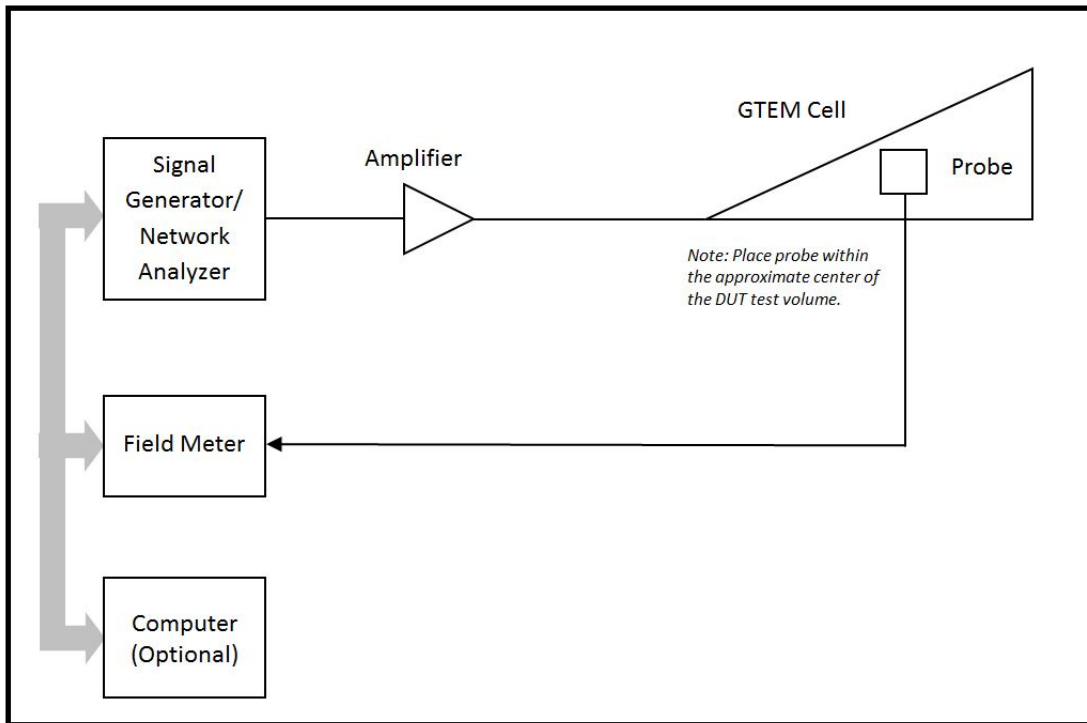 GTEM Cell
Signal
Generator/
Network
Analyzer
Amplifier
Probe
Note: Place probe within
the approximate center of
the DUT test volume.
Field Meter
Computer
(Optional)